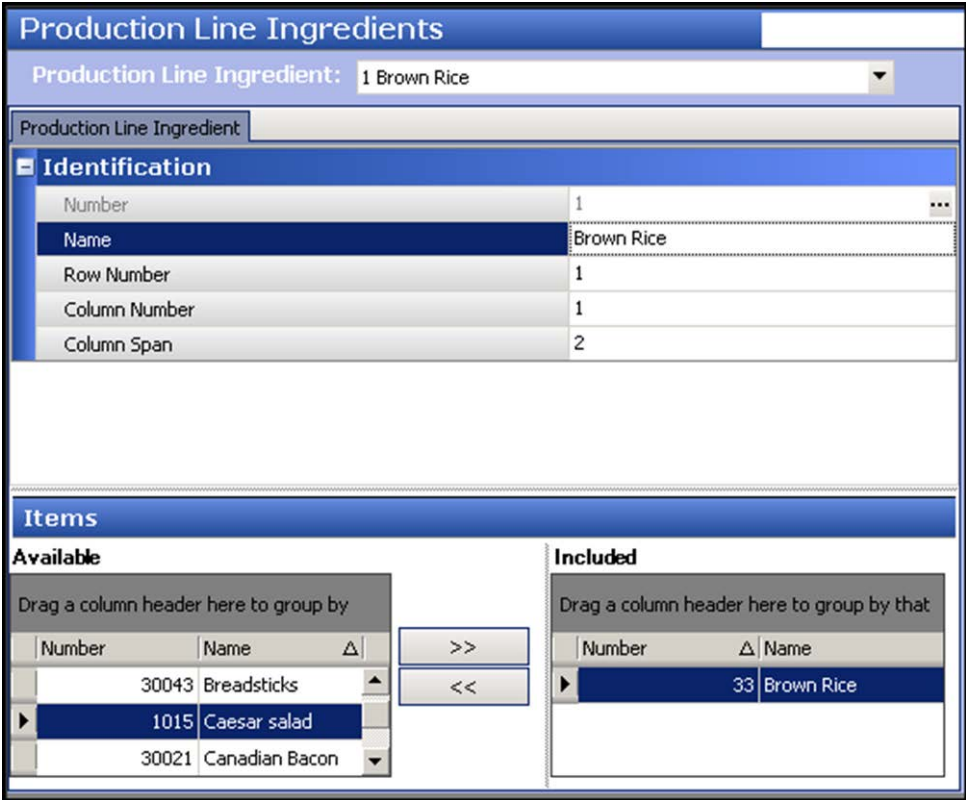 Production Line Ingredients
Production Line Ingredient: 1 Brown Rice
Production Line Ingredient
Identification
Number 1 ...
Name Brown Rice
Row Number 1
Column Number 1
Column Span 2
Items
Available
Included
Drag a column header here to group by
Drag a column header here to group by that
Number Name
>>
Number Name
30043 Breadsticks
<<
33 Brown Rice
1015 Caesar salad
30021 Canadian Bacon